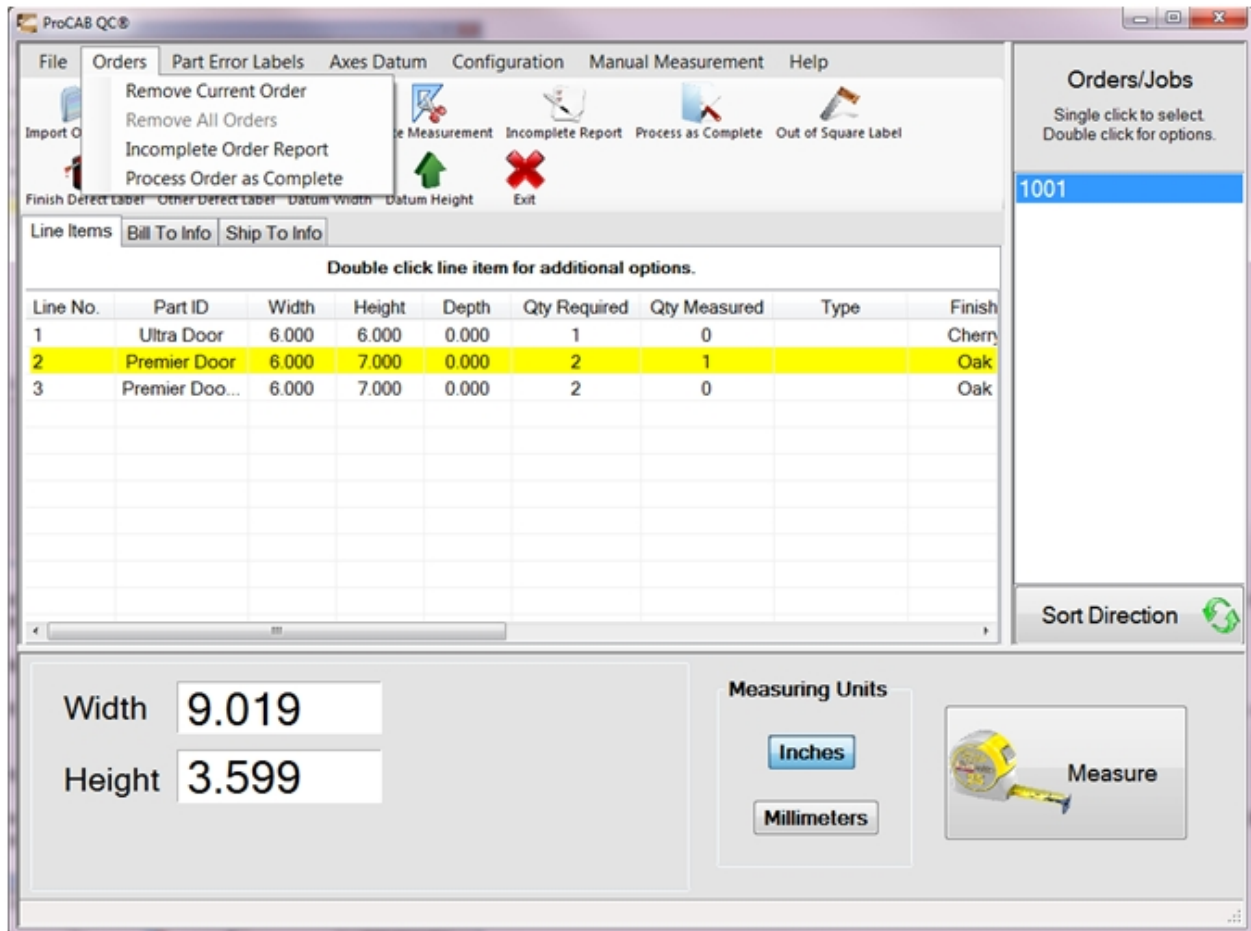 ProCAB QC®
File Orders Part Error Labels Axes Datum Configuration Manual Measurement Help
Remove Current Order
Remove All Orders
Incomplete Order Report
Process Order as Complete
Import O
Measurement Incomplete Report Process as Complete Out of Square Label
Finish Defect Label Other Defect Label Datum Width Datum Height Exit
Line Items Bill To Info Ship To Info
Double click line item for additional options.
Line No. Part ID Width Height Depth Qty Required Qty Measured Type Finish
1 Ultra Door 6.000 6.000 0.000 1 0 Cherry
2 Premier Door 6.000 7.000 0.000 2 1 Oak
3 Premier Doo... 6.000 7.000 0.000 2 0 Oak
Orders/Jobs
Single click to select.
Double click for options.
1001
Sort Direction
Width 9.019
Height 3.599
Measuring Units
Inches
Millimeters
Measure